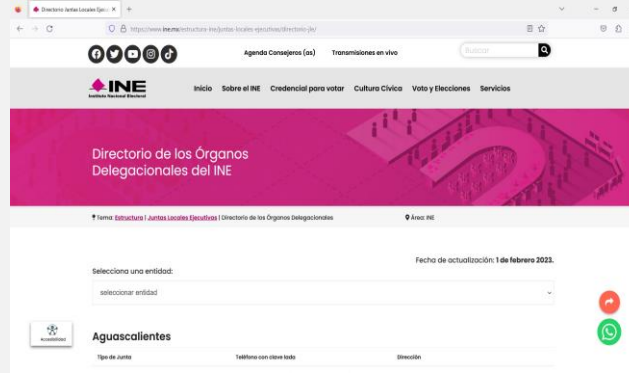 Directorio Juntas Locales Ejec
https://www.ine.mx/estructura-ine/juntas-locales-ejecutivas/directorio-jle/
Agenda Consejeros (as) Transmisiones en vivo Buscar
INE
Instituto Nacional Electoral
Inicio Sobre el INE Credencial para votar Cultura Cívica Voto y Elecciones Servicios
Directorio de los Órganos
Delegacionales del INE
Tema: Estructura | Juntas Locales Ejecutivas | Directorio de los Órganos Delegacionales Área: INE
Fecha de actualización: 1 de febrero 2023.
Selecciona una entidad:
seleccionar entidad
Accesibilidad
Aguascalientes
Tipo de Junta Teléfono con clave lada Dirección